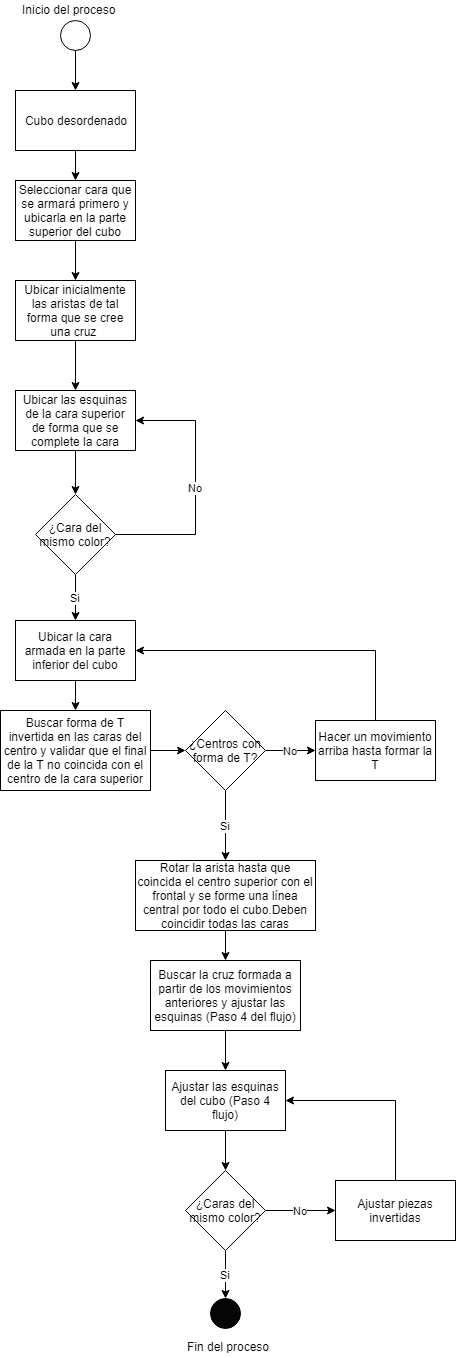 Inicio del proceso
Cubo desordenado
Seleccionar cara que
se armará primero y
ubicarla en la parte
superior del cubo
Ubicar inicialmente
las aristas de tal
forma que se cree
una cruz
Ubicar las esquinas
de la cara superior
de forma que se
complete la cara
No
¿Cara del
mismo color?
Si
Ubicar la cara
armada en la parte
inferior del cubo
Buscar forma de T
invertida en las caras del
centro y validar que el final
de la T no coincida con el
centro de la cara superior
¿Centros con
forma de T?
No
Hacer un movimiento
arriba hasta formar la
T
Si
Rotar la arista hasta que
coincida el centro superior con el
frontal y se forme una línea
central por todo el cubo.Deben
coincidir todas las caras
Buscar la cruz formada a
partir de los movimientos
anteriores y ajustar las
esquinas (Paso 4 del flujo)
Ajustar las esquinas
del cubo (Paso 4
flujo)
¿Caras del
mismo color?
No
Ajustar piezas
invertidas
Si
Fin del proceso